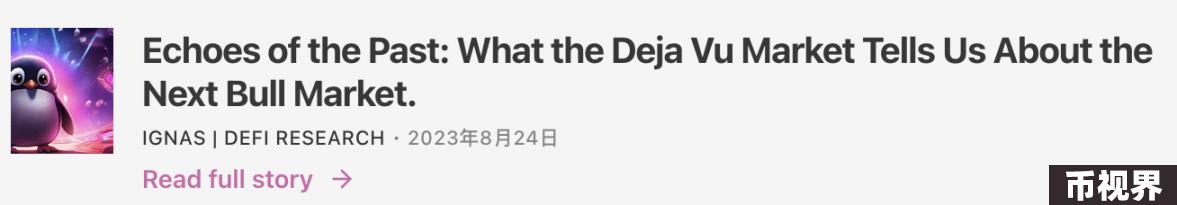 Echoes of the Past: What the Deja Vu Market Tells Us About the
Next Bull Market.
IGNAS | DEFI RESEARCH · 2023年8月24日
Read full story →
币视界